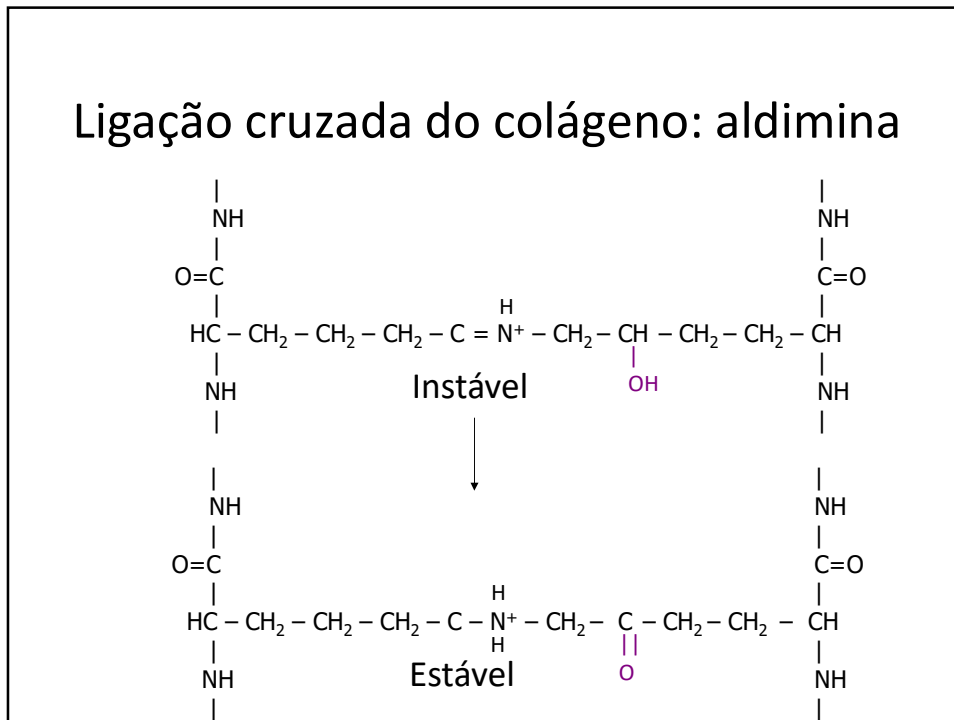 Ligação cruzada do colágeno: aldimina
| |
NH NH
| |
O=C C=O
| H |
HC – CH₂ – CH₂ – CH₂ – C = N⁺ – CH₂ – CH – CH₂ – CH₂ – CH
| | |
NH Instável OH NH
| |
| |
NH NH
| |
O=C C=O
| H |
HC – CH₂ – CH₂ – CH₂ – C – N⁺ – CH₂ – C – CH₂ – CH₂ – CH
| H || |
NH Estável O NH
| |